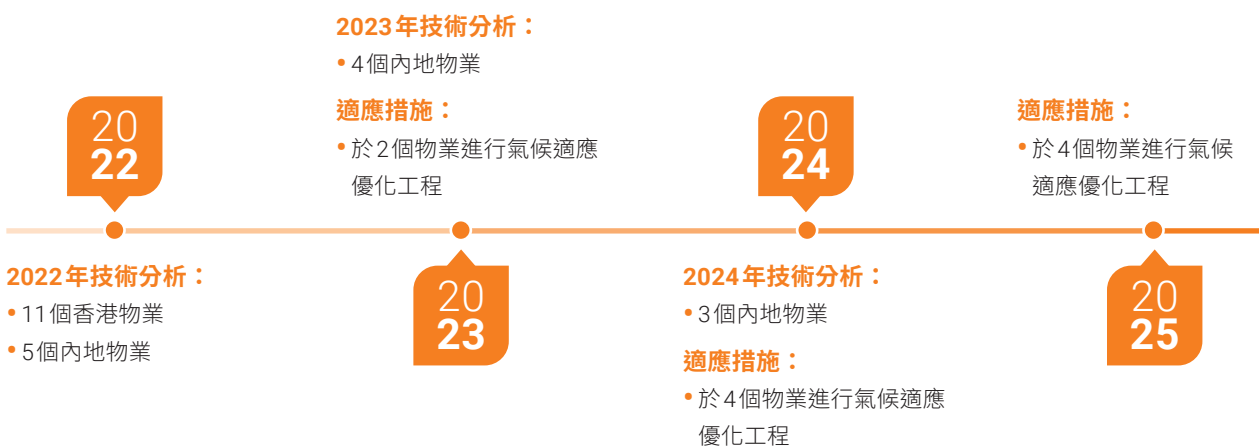 20
22
2022年技術分析：
•11個香港物業
•5個內地物業
2023年技術分析：
•4個內地物業
適應措施：
•於2個物業進行氣候適應
優化工程
20
23
20
24
2024年技術分析：
•3個內地物業
適應措施：
•於4個物業進行氣候適應
優化工程
適應措施：
•於4個物業進行氣候
適應優化工程
20
25